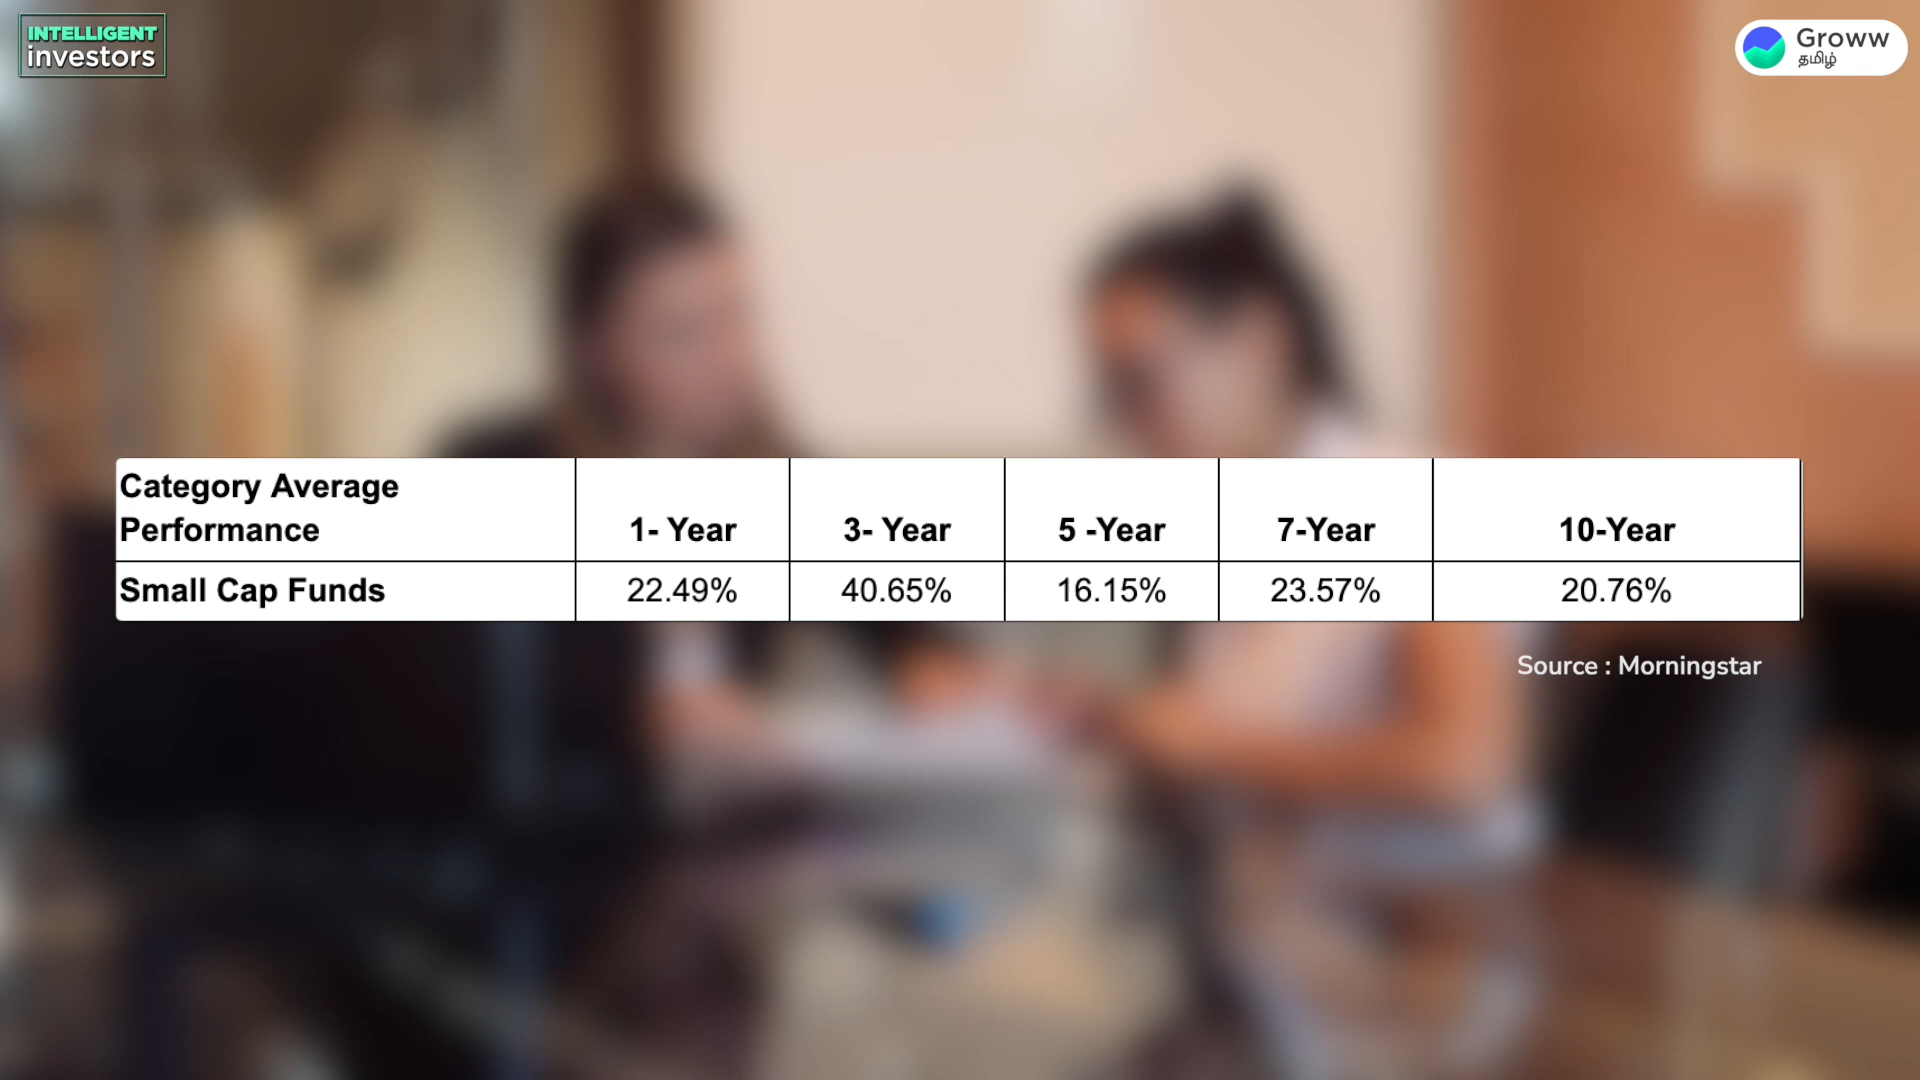 INTELLIGENT
investors
Groww
தமிழ்
Category Average
Performance
1- Year
3- Year
5 -Year
7-Year
10-Year
Small Cap Funds
22.49%
40.65%
16.15%
23.57%
20.76%
Source : Morningstar